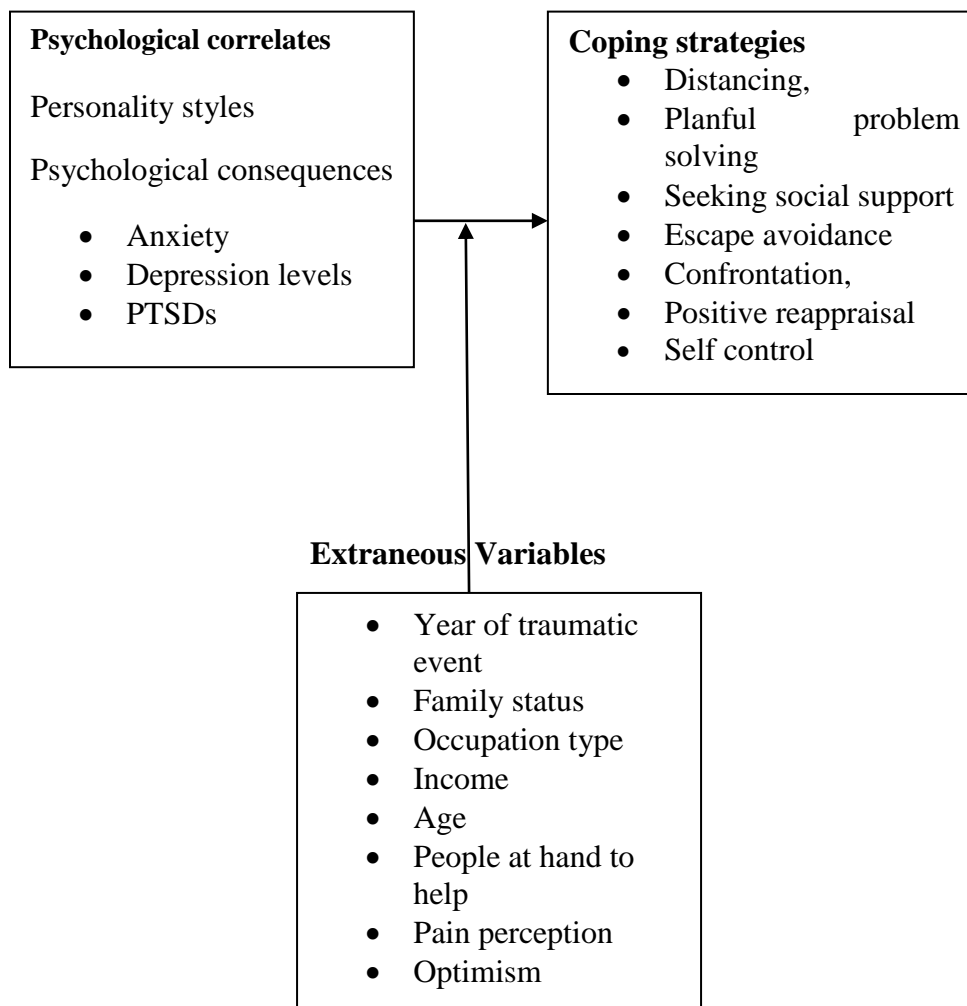 Psychological correlates
Personality styles
Psychological consequences
• Anxiety
• Depression levels
• PTSDs
Coping strategies
• Distancing,
• Planful problem
solving
• Seeking social support
• Escape avoidance
• Confrontation,
• Positive reappraisal
• Self control
Extraneous Variables
• Year of traumatic
event
• Family status
• Occupation type
• Income
• Age
• People at hand to
help
• Pain perception
• Optimism